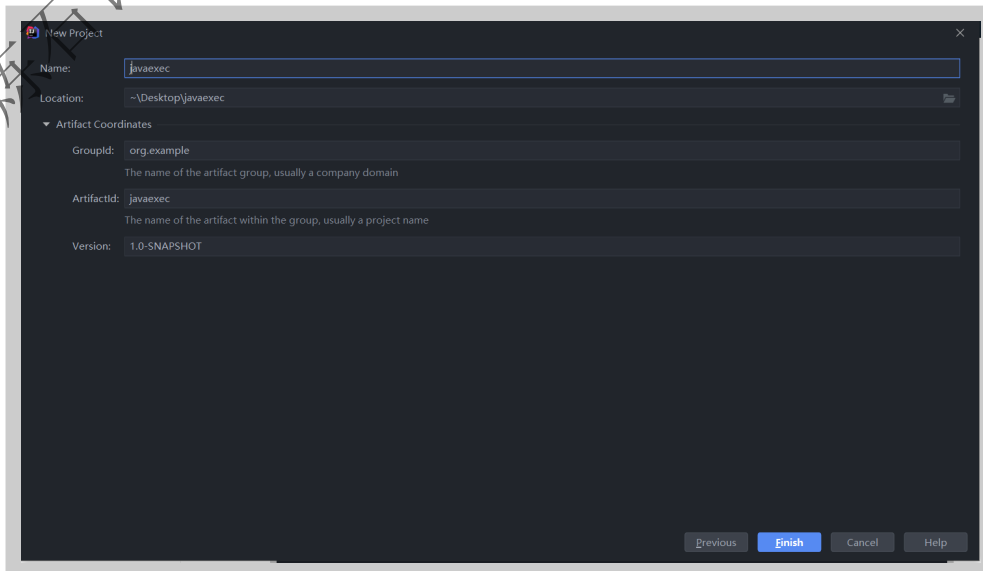 New Project
Name: javaexec
Location: ~\Desktop\javaexec
Artifact Coordinates
GroupId: org.example
The name of the artifact group, usually a company domain
ArtifactId: javaexec
The name of the artifact within the group, usually a project name
Version: 1.0-SNAPSHOT
Previous Finish Cancel Help